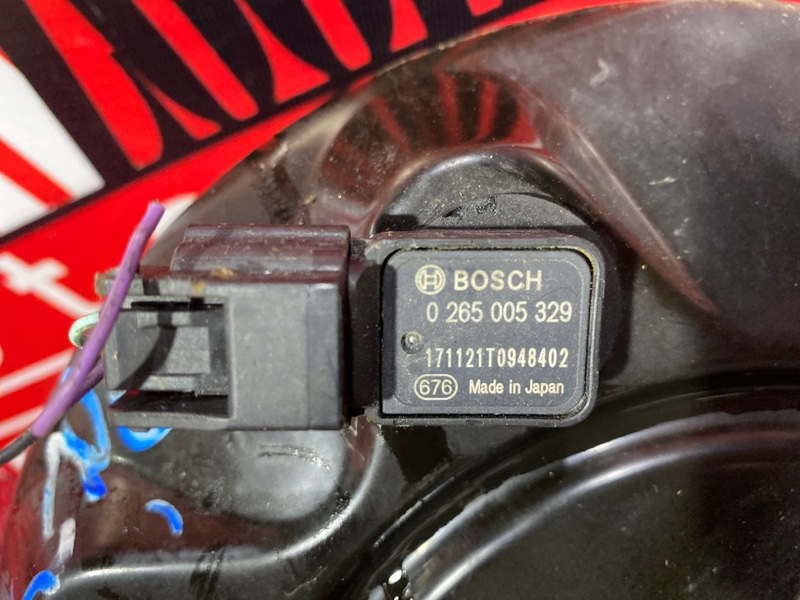 BOSCH
0 265 005 329
171121T0948402
676 Made in Japan